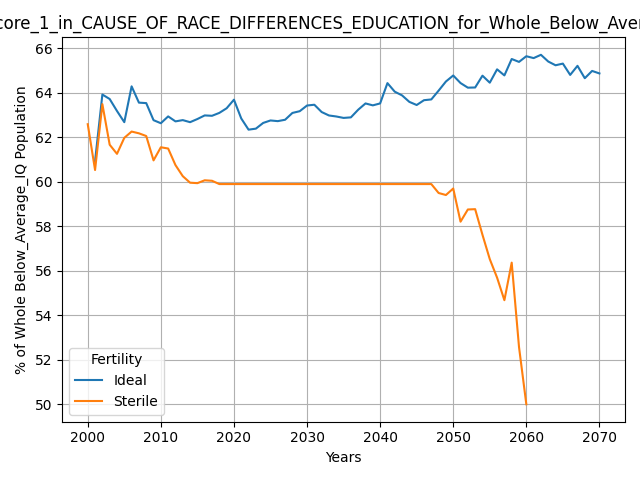 core_1_in_CAUSE_OF_RACE_DIFFERENCES_EDUCATION_for_Whole_Below_Aver
% of Whole Below_Average_IQ Population
66
64
62
60
58
56
54
52
50
Fertility
Ideal
Sterile
2000 2010 2020 2030 2040 2050 2060 2070
Years